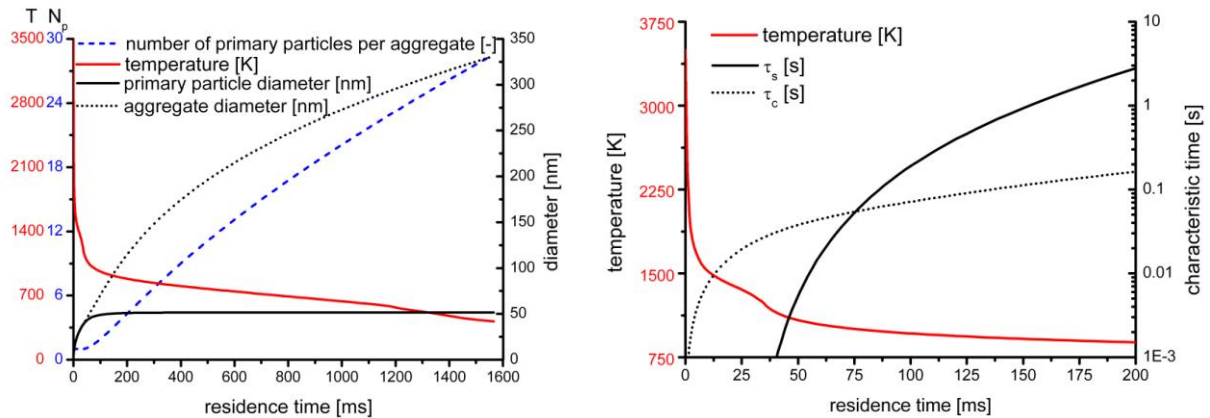 T N_p
3500 30 350
number of primary particles per aggregate [-]
temperature [K]
primary particle diameter [nm]
aggregate diameter [nm]
300
2800 24
250
2100 18
200
diameter [nm]
150
1400 12
100
700 6
50
0 0 0
0 200 400 600 800 1000 1200 1400 1600
residence time [ms]
3750 10
temperature [K]
τ_s [s]
τ_c [s]
3000
1
2250
temperature [K]
0.1
characteristic time [s]
1500
0.01
750 1E-3
0 25 50 75 100 125 150 175 200
residence time [ms]